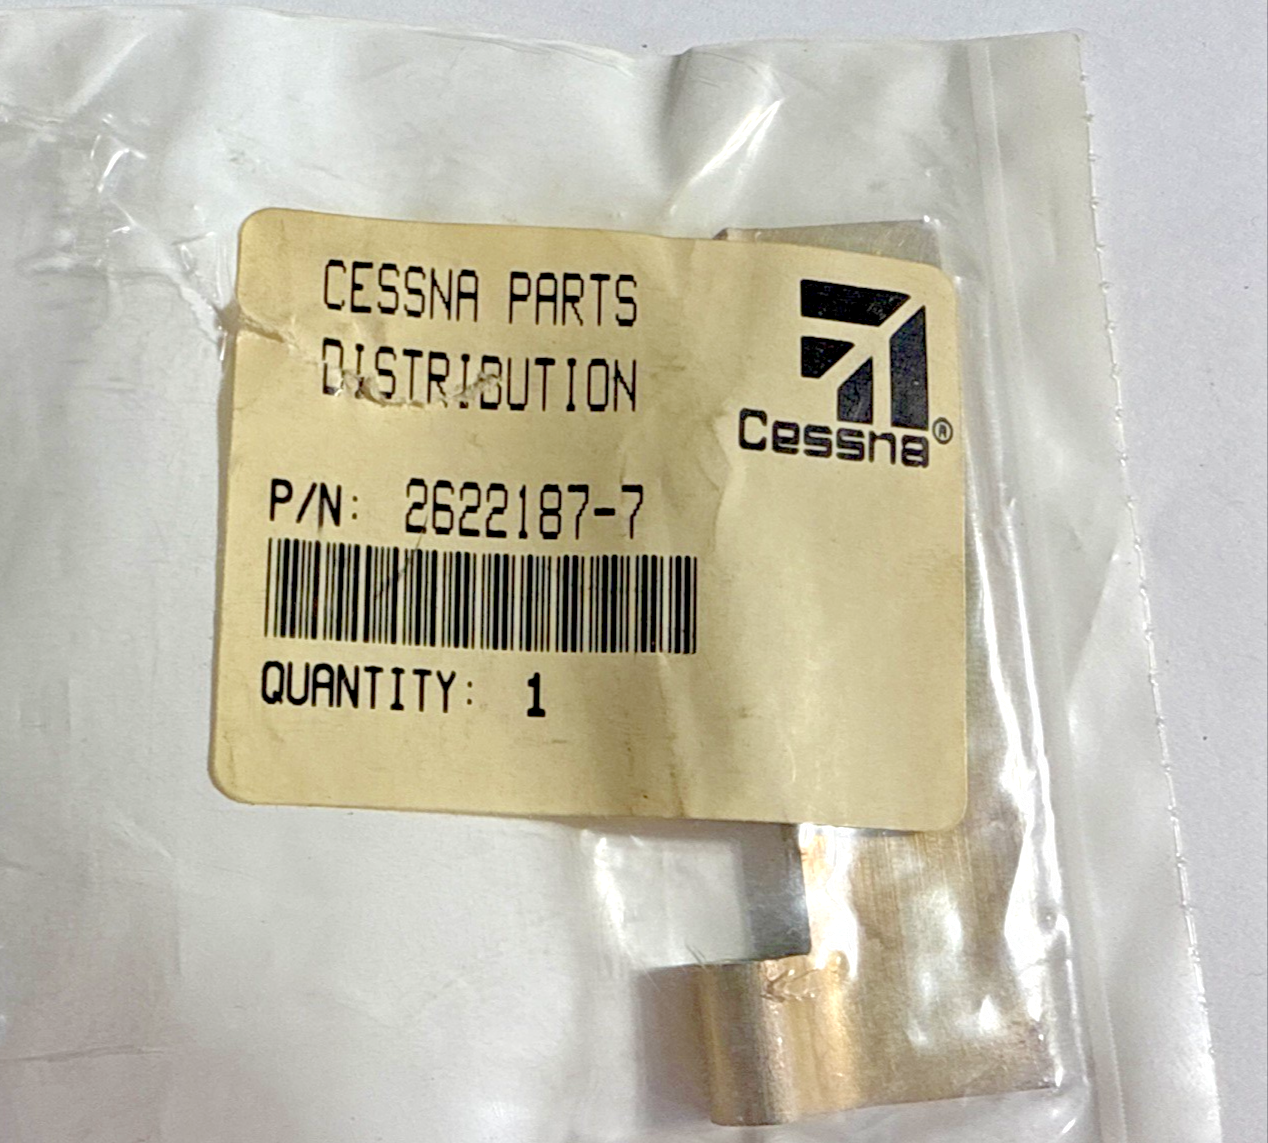 CESSNA PARTS
DISTRIBUTION
Cessna®
P/N: 2622187-7
QUANTITY: 1